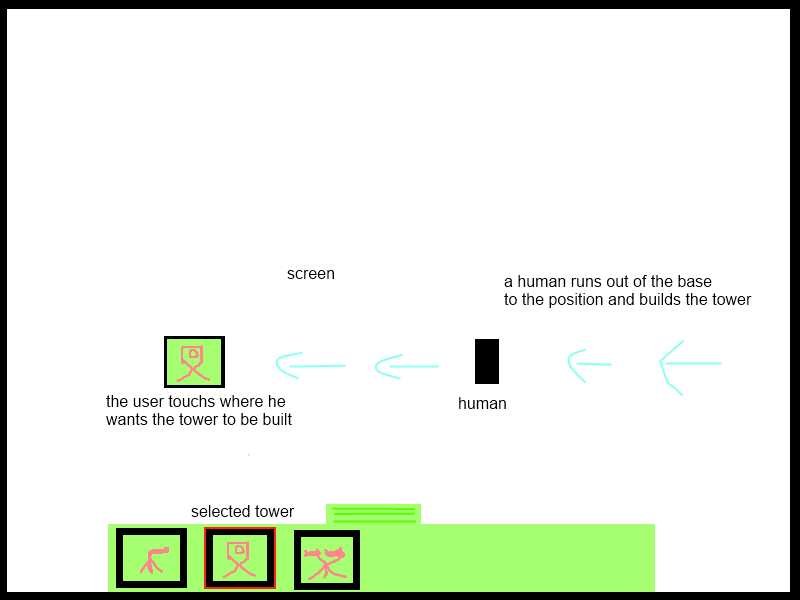 screen
a human runs out of the base
to the position and builds the tower
the user touchs where he
wants the tower to be built
human
selected tower